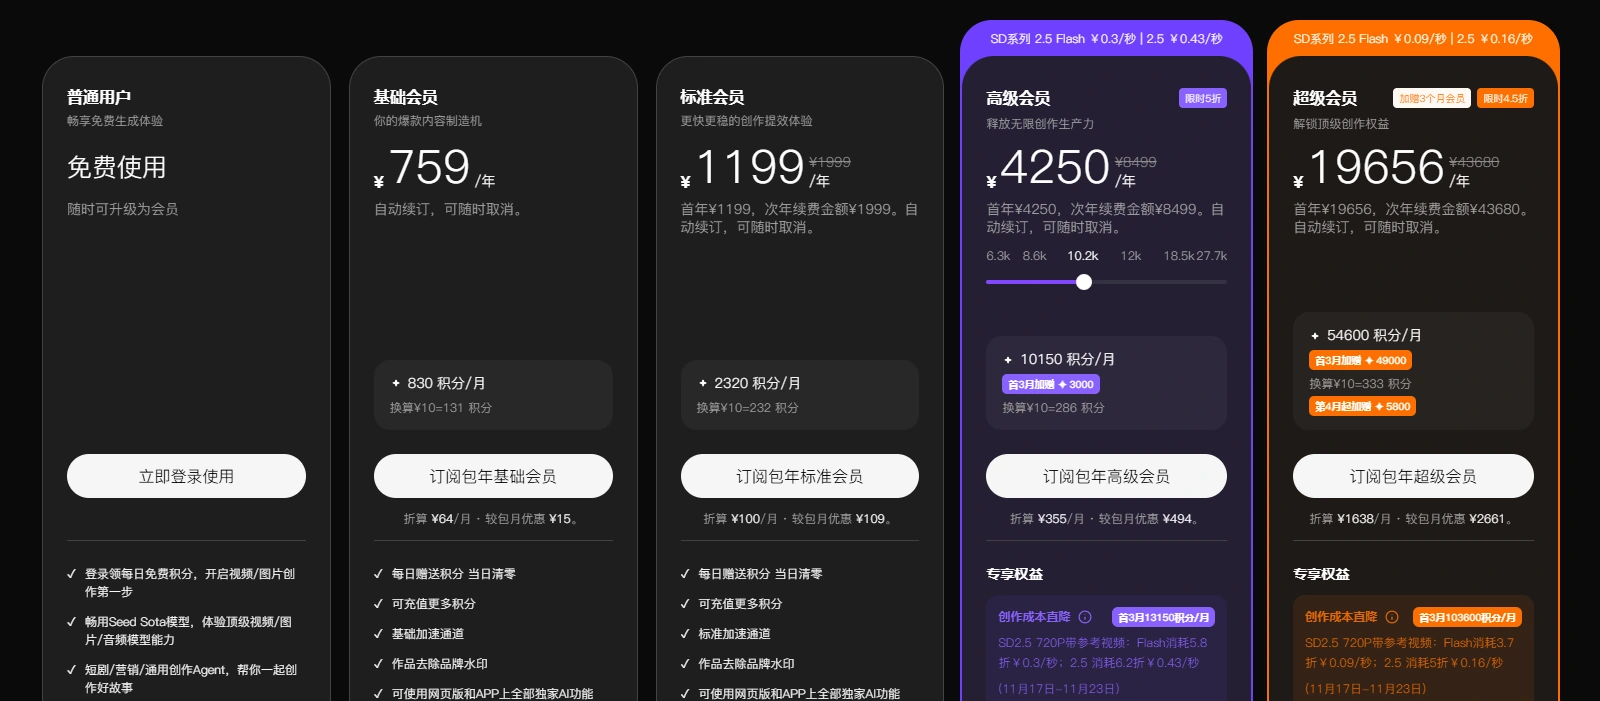 普通用户
畅享免费生成体验
免费使用
随时可升级为会员
立即登录使用
登录领每日免费积分，开启视频/图片创
作第一步
畅用Seed Sota模型，体验顶级视频/图
片/音频模型能力
短剧/营销/通用创作Agent，帮你一起创
作好故事
基础会员
你的爆款内容制造机
¥759/年
自动续订，可随时取消。
830 积分/月
换算¥10=131 积分
订阅包年基础会员
折算 ¥64/月 · 较包月优惠 ¥15。
每日赠送积分 当日清零
可充值更多积分
基础加速通道
作品去除品牌水印
可使用网页版和APP上全部独家AI功能
标准会员
更快更稳的创作提效体验
¥1199 ¥1999/年
首年¥1199，次年续费金额¥1999。自
动续订，可随时取消。
2320 积分/月
换算¥10=232 积分
订阅包年标准会员
折算 ¥100/月 · 较包月优惠 ¥109。
每日赠送积分 当日清零
可充值更多积分
标准加速通道
作品去除品牌水印
可使用网页版和APP上全部独家AI功能
SD系列 2.5 Flash ￥0.3/秒 | 2.5 ￥0.43/秒
高级会员 限时5折
释放无限创作生产力
¥4250 ¥8499/年
首年¥4250，次年续费金额¥8499。自
动续订，可随时取消。
6.3k 8.6k 10.2k 12k 18.5k 27.7k
10150 积分/月
首3月加赠 3000
换算¥10=286 积分
订阅包年高级会员
折算 ¥355/月 · 较包月优惠 ¥494。
专享权益
创作成本直降 首3月13150积分/月
SD2.5 720P带参考视频：Flash消耗5.8
折￥0.3/秒；2.5 消耗6.2折￥0.43/秒
(11月17日-11月23日)
SD系列 2.5 Flash ￥0.09/秒 | 2.5 ￥0.16/秒
超级会员 加赠3个月会员 限时4.5折
解锁顶级创作权益
¥19656 ¥43680/年
首年¥19656，次年续费金额¥43680。
自动续订，可随时取消。
54600 积分/月
首3月加赠 49000
换算¥10=333 积分
第4月起加赠 5800
订阅包年超级会员
折算 ¥1638/月 · 较包月优惠 ¥2661。
专享权益
创作成本直降 首3月103600积分/月
SD2.5 720P带参考视频：Flash消耗3.7
折￥0.09/秒；2.5 消耗5折￥0.16/秒
(11月17日-11月23日)